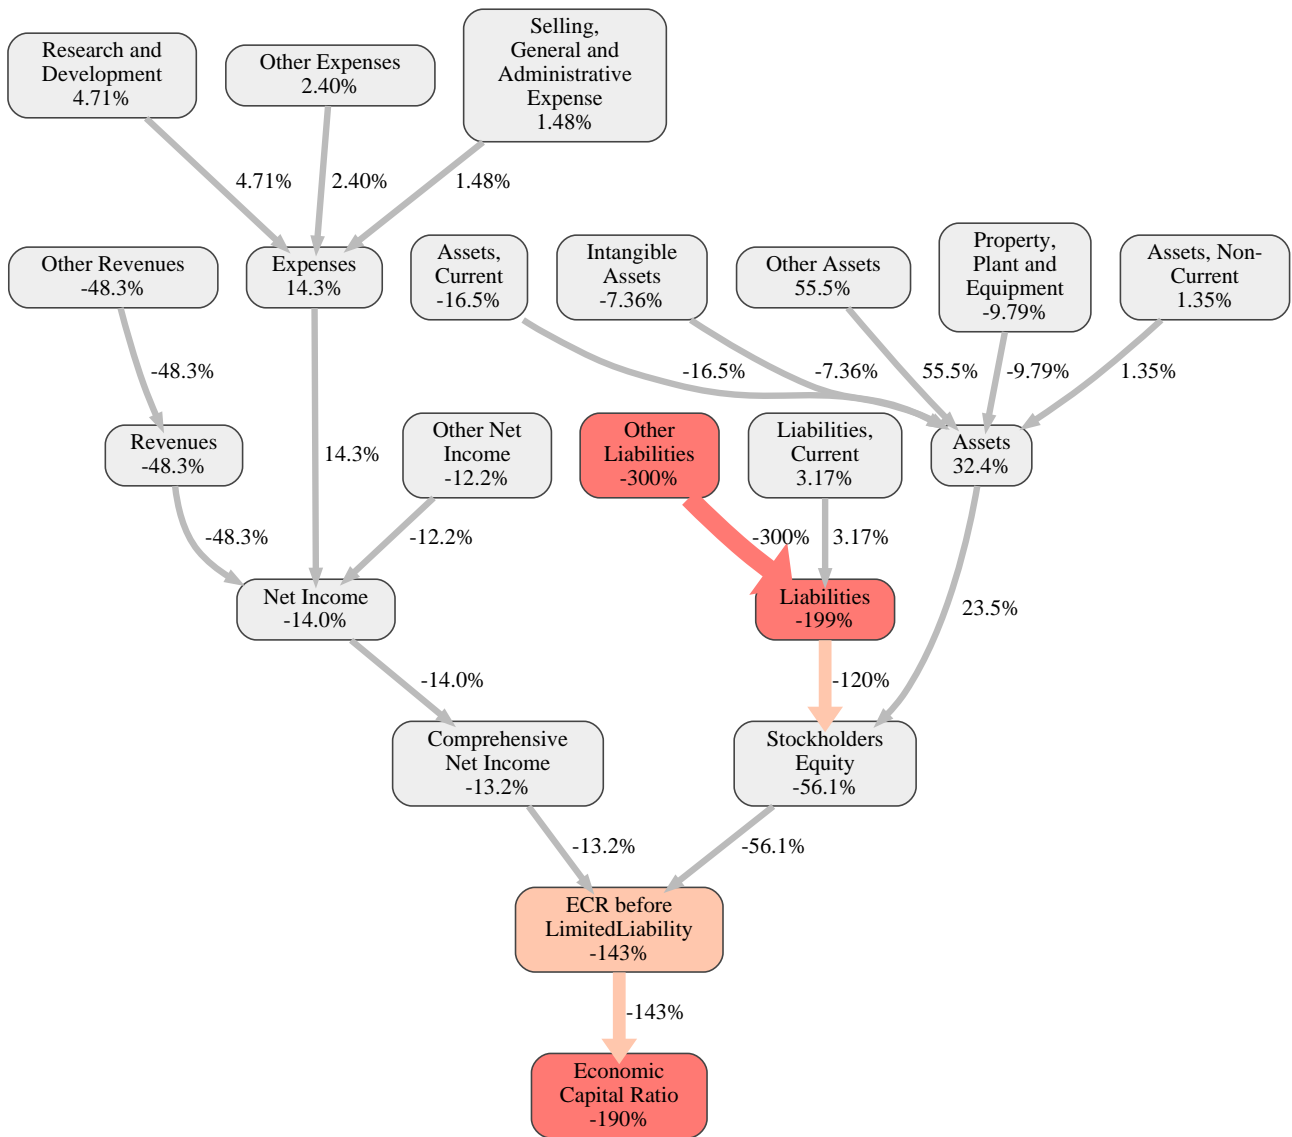 Research and
Development
4.71%
Other Expenses
2.40%
Selling,
General and
Administrative
Expense
1.48%
4.71%
2.40%
1.48%
Other Revenues
-48.3%
Expenses
14.3%
Assets,
Current
-16.5%
Intangible
Assets
-7.36%
Other Assets
55.5%
Property,
Plant and
Equipment
-9.79%
Assets, Non-
Current
1.35%
-48.3%
-16.5%
-7.36%
55.5%
-9.79%
1.35%
Revenues
-48.3%
14.3%
Other Net
Income
-12.2%
Other
Liabilities
-300%
Liabilities,
Current
3.17%
Assets
32.4%
-48.3%
-12.2%
-300%
3.17%
Net Income
-14.0%
Liabilities
-199%
23.5%
-14.0%
-120%
Comprehensive
Net Income
-13.2%
Stockholders
Equity
-56.1%
-13.2%
-56.1%
ECR before
LimitedLiability
-143%
-143%
Economic
Capital Ratio
-190%